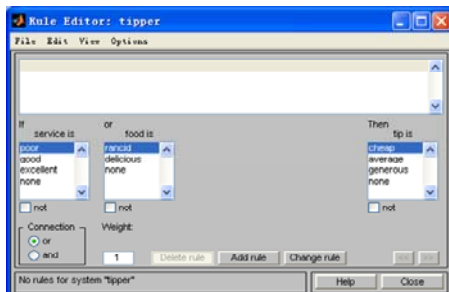 Rule Editor: tipper
File Edit View Options
If or Then
service is food is tip is
poor rancid cheap
good delicious average
excellent none generous
none none
not not not
Connection Weight:
or
and 1 Delete rule Add rule Change rule << >>
No rules for system "tipper" Help Close